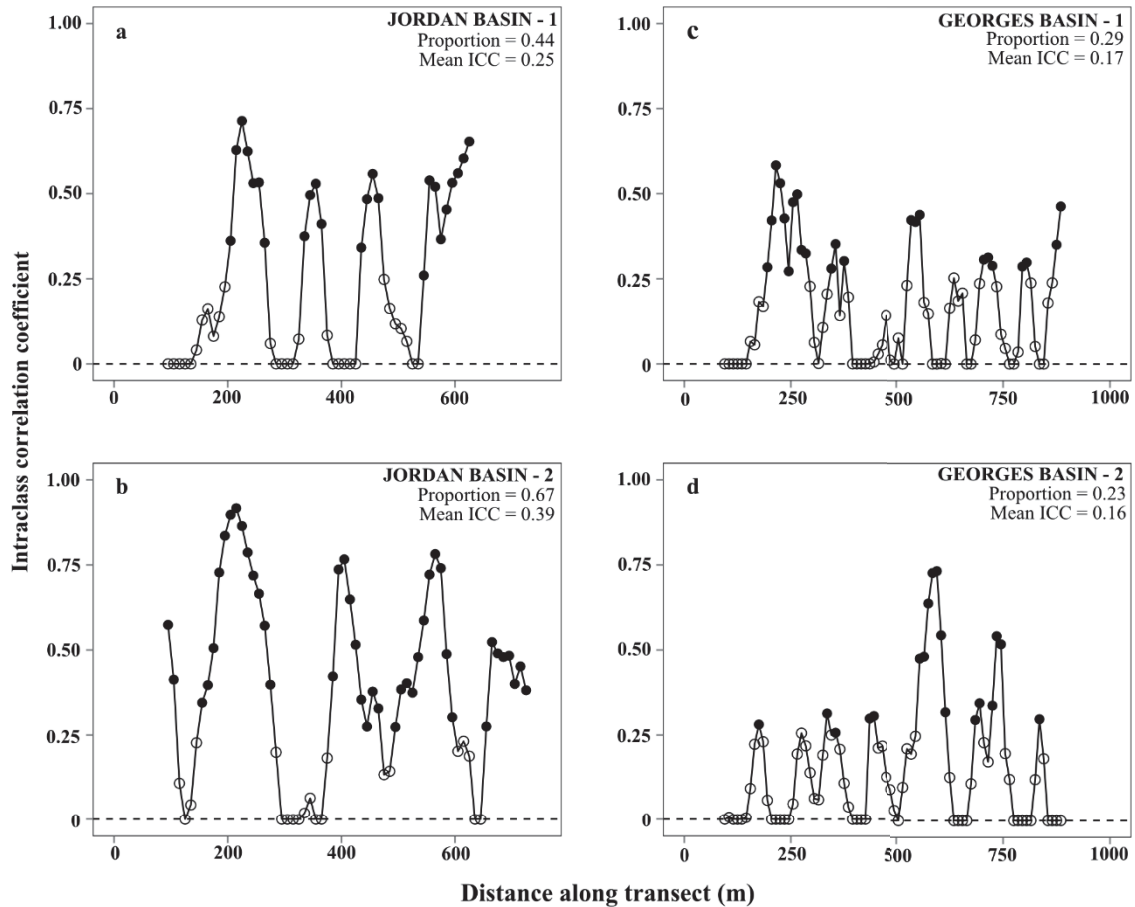 Intraclass correlation coefficient
a
JORDAN BASIN - 1
Proportion = 0.44
Mean ICC = 0.25
1.00
0.75
0.50
0.25
0
0
200
400
600
c
GEORGES BASIN - 1
Proportion = 0.29
Mean ICC = 0.17
1.00
0.75
0.50
0.25
0
0
250
500
750
1000
b
JORDAN BASIN - 2
Proportion = 0.67
Mean ICC = 0.39
1.00
0.75
0.50
0.25
0
0
200
400
600
d
GEORGES BASIN - 2
Proportion = 0.23
Mean ICC = 0.16
1.00
0.75
0.50
0.25
0
0
250
500
750
1000
Distance along transect (m)